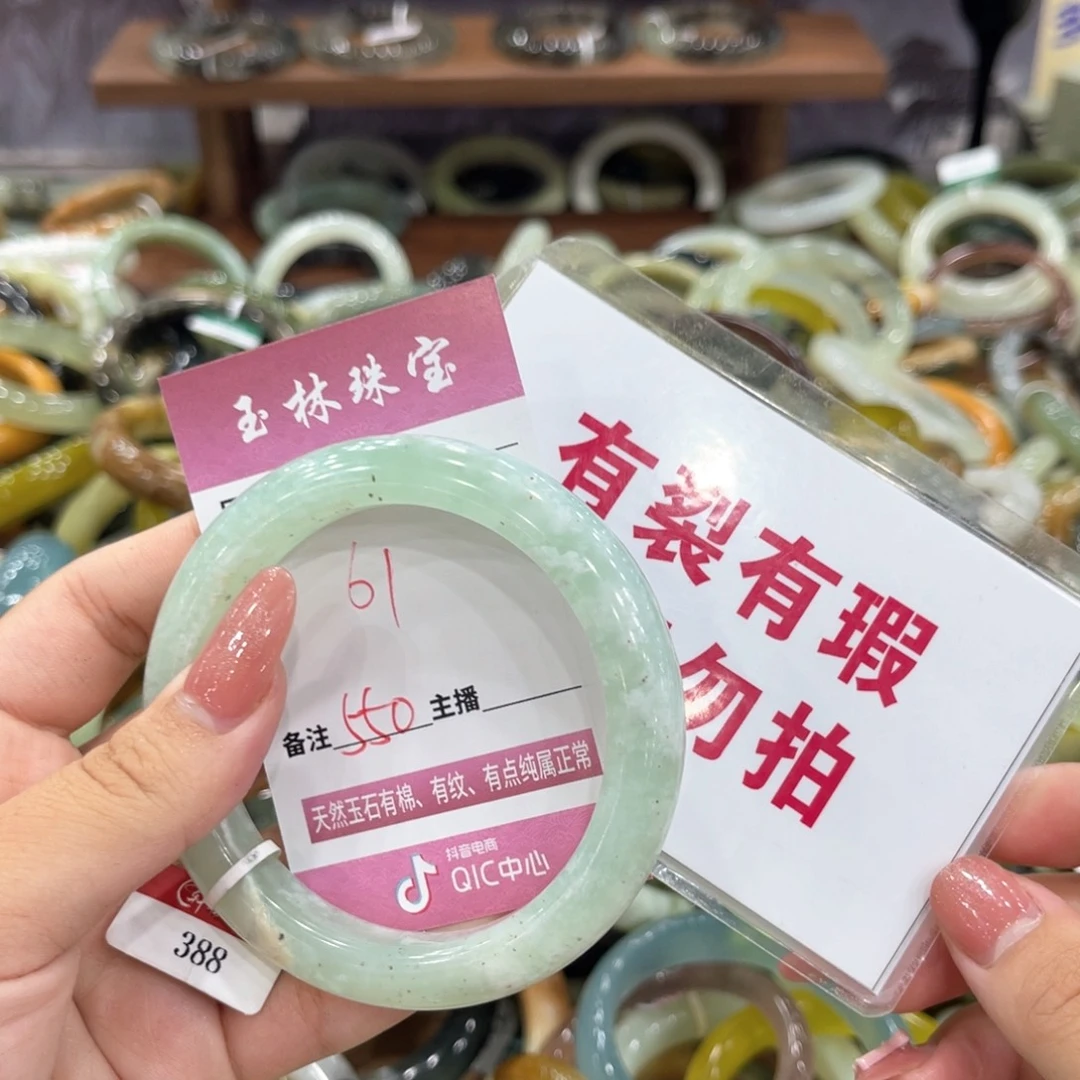 玉林珠宝
61
备注 550 主播
天然玉石有棉、有纹、有点纯属正常
抖音电商
QIC中心
388
有裂有瑕
勿拍